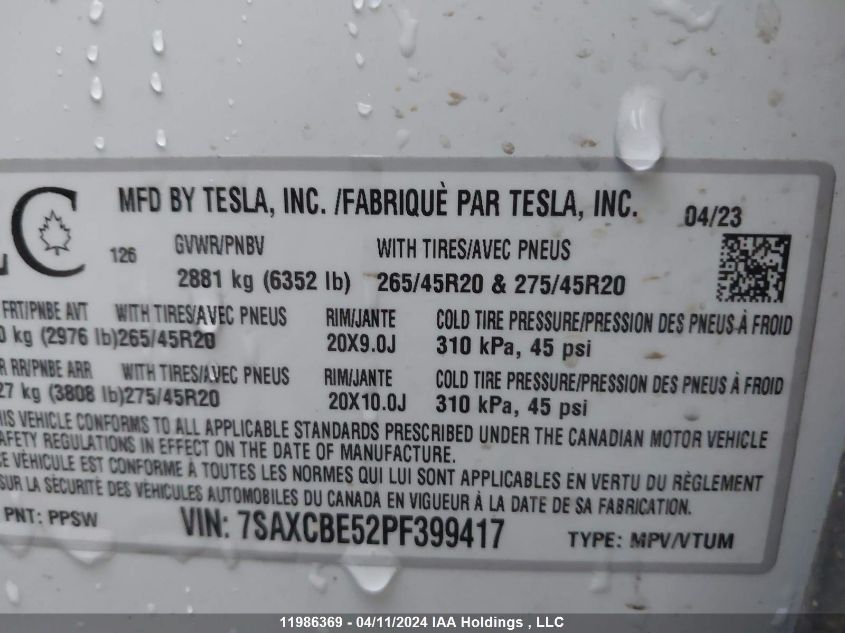 MFD BY TESLA, INC. /FABRIQUÈ PAR TESLA, INC. 04/23
C 126 GVWR/PNBV WITH TIRES/AVEC PNEUS
2881 kg (6352 lb) 265/45R20 & 275/45R20
FRT/PNBE AVT WITH TIRES/AVEC PNEUS RIM/JANTE COLD TIRE PRESSURE/PRESSION DES PNEUS À FROID
0 kg (2976 lb)265/45R20 20X9.0J 310 kPa, 45 psi
R RR/PNBE ARR WITH TIRES/AVEC PNEUS RIM/JANTE COLD TIRE PRESSURE/PRESSION DES PNEUS À FROID
27 kg (3808 lb)275/45R20 20X10.0J 310 kPa, 45 psi
HIS VEHICLE CONFORMS TO ALL APPLICABLE STANDARDS PRESCRIBED UNDER THE CANADIAN MOTOR VEHICLE
AFETY REGULATIONS IN EFFECT ON THE DATE OF MANUFACTURE.
CE VÉHICULE EST CONFORME À TOUTES LES NORMES QUI LUI SONT APPLICABLES EN VERTU DU RÈGLEMENT
SUR LA SÉCURITÉ DES VÉHICULES AUTOMOBILES DU CANADA EN VIGUEUR À LA DATE DE SA FABRICATION.
PNT: PPSW VIN: 7SAXCBE52PF399417 TYPE: MPV/VTUM
11986369 - 04/11/2024 IAA Holdings , LLC